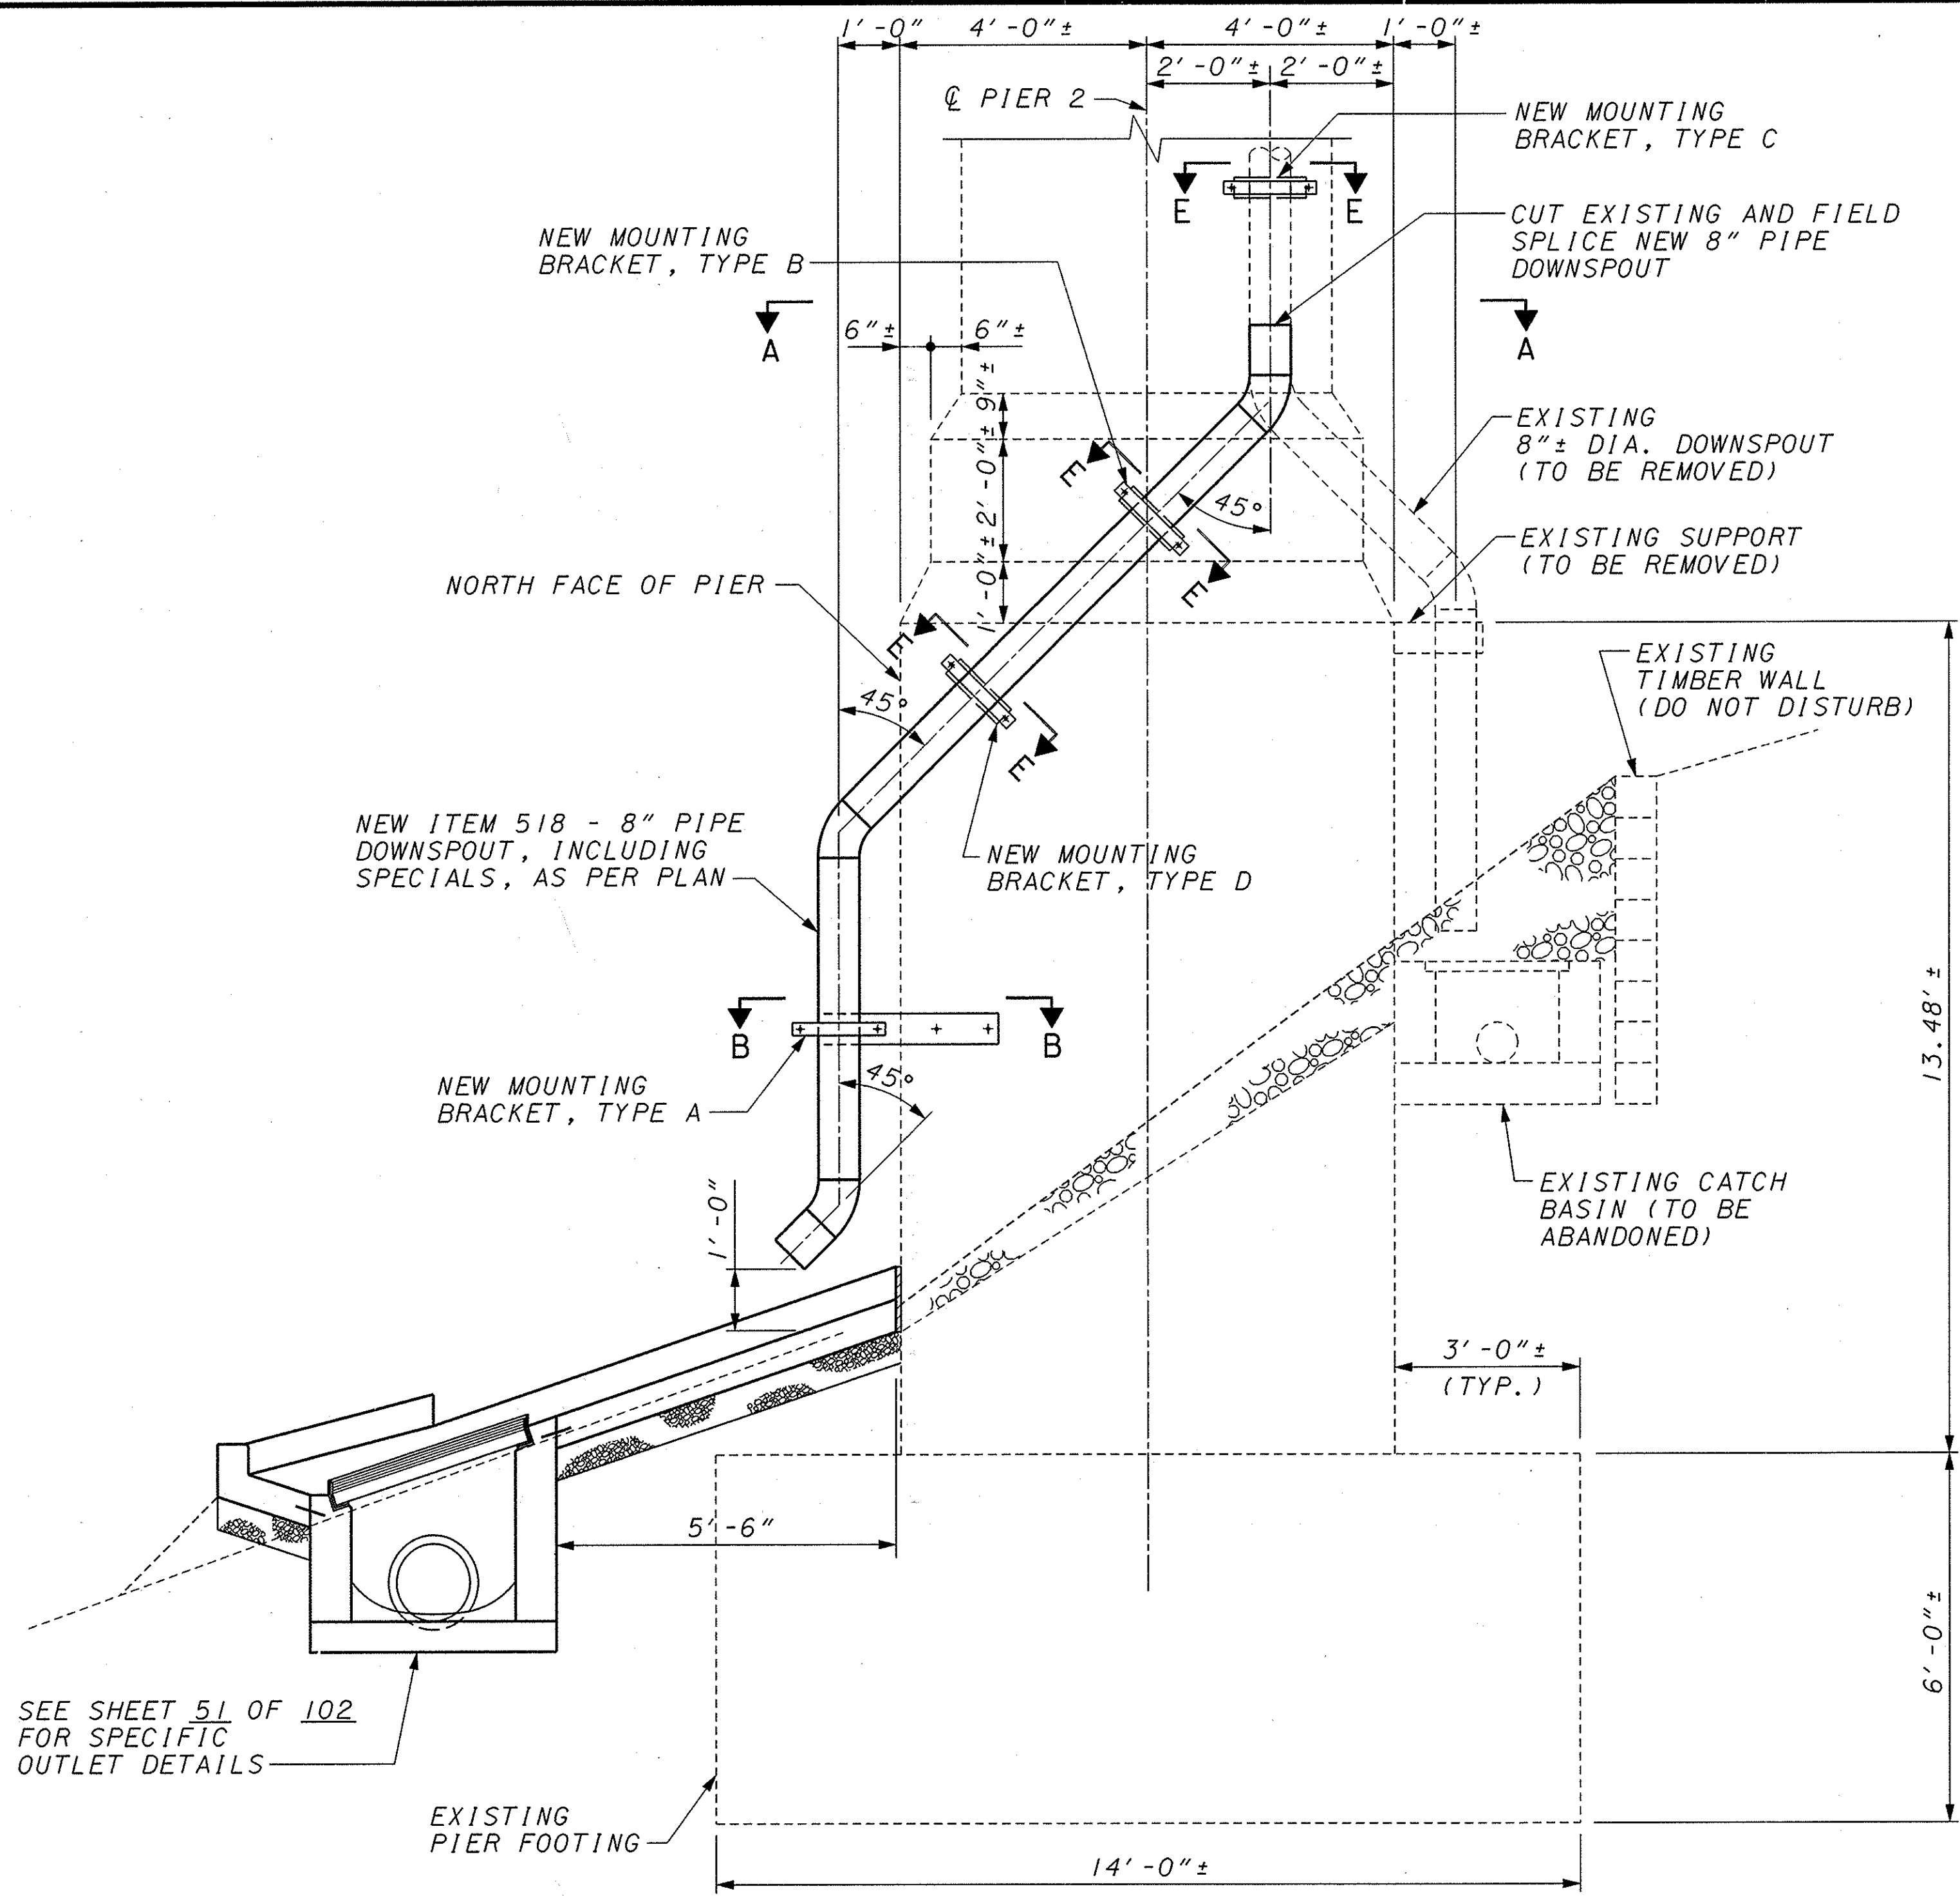 1'-0" 4'-0"± 4'-0"± 1'-0"±
2'-0"± 2'-0"±
℄ PIER 2
NEW MOUNTING
BRACKET, TYPE C
E E
NEW MOUNTING
BRACKET, TYPE B
CUT EXISTING AND FIELD
SPLICE NEW 8" PIPE
DOWNSPOUT
A A
6"± 6"±
9"±
2'-0"±
1'-0"±
E
E
45°
EXISTING
8"± DIA. DOWNSPOUT
(TO BE REMOVED)
EXISTING SUPPORT
(TO BE REMOVED)
NORTH FACE OF PIER
E
E
45°
EXISTING
TIMBER WALL
(DO NOT DISTURB)
NEW ITEM 518 - 8" PIPE
DOWNSPOUT, INCLUDING
SPECIALS, AS PER PLAN
NEW MOUNTING
BRACKET, TYPE D
13.48'±
B B
NEW MOUNTING
BRACKET, TYPE A
45°
1'-0"
EXISTING CATCH
BASIN (TO BE
ABANDONED)
3'-0"±
(TYP.)
5'-6"
6'-0"±
SEE SHEET 51 OF 102
FOR SPECIFIC
OUTLET DETAILS
EXISTING
PIER FOOTING
14'-0"±